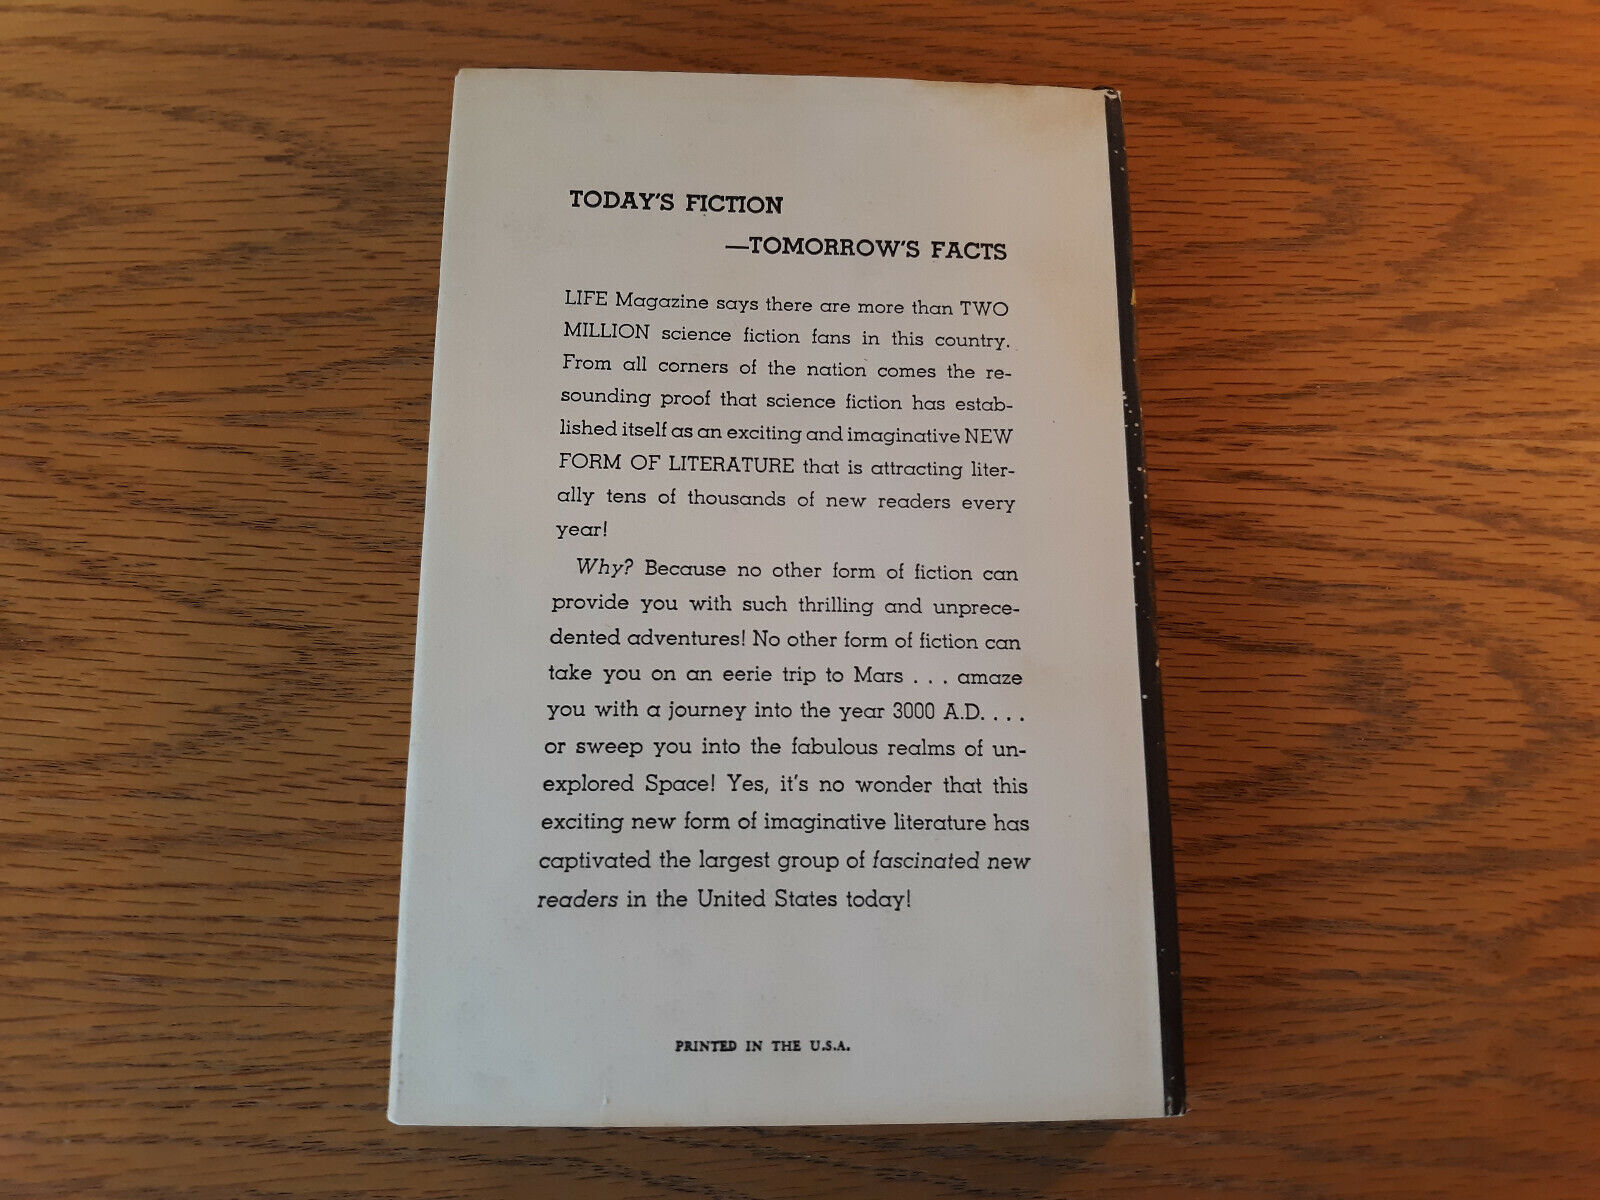 TODAY'S FICTION
—TOMORROW'S FACTS
LIFE Magazine says there are more than TWO
MILLION science fiction fans in this country.
From all corners of the nation comes the re-
sounding proof that science fiction has estab-
lished itself as an exciting and imaginative NEW
FORM OF LITERATURE that is attracting liter-
ally tens of thousands of new readers every
year!
Why? Because no other form of fiction can
provide you with such thrilling and unprece-
dented adventures! No other form of fiction can
take you on an eerie trip to Mars . . . amaze
you with a journey into the year 3000 A.D. . . .
or sweep you into the fabulous realms of un-
explored Space! Yes, it's no wonder that this
exciting new form of imaginative literature has
captivated the largest group of fascinated new
readers in the United States today!
PRINTED IN THE U.S.A.